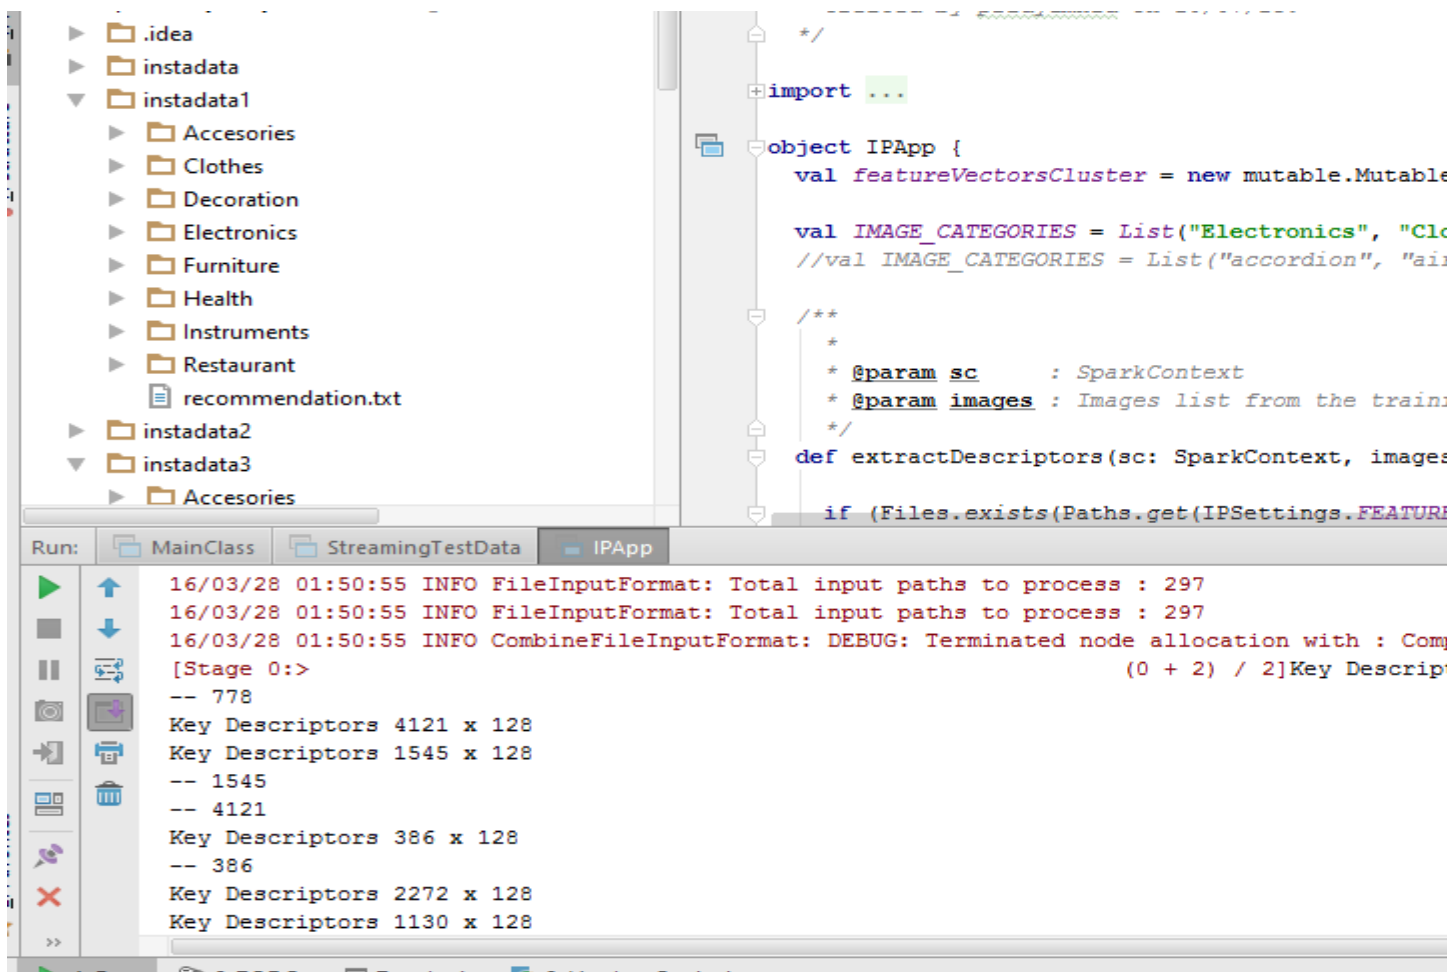 .idea
instadata
instadata1
Accesories
Clothes
Decoration
Electronics
Furniture
Health
Instruments
Restaurant
recommendation.txt
instadata2
instadata3
Accesories
*/
import ...
object IPApp {
val featureVectorsCluster = new mutable.Mutable
val IMAGE_CATEGORIES = List("Electronics", "Clo
//val IMAGE_CATEGORIES = List("accordion", "air
/**
*
* @param sc : SparkContext
* @param images : Images list from the traini
*/
def extractDescriptors(sc: SparkContext, images
if (Files.exists(Paths.get(IPSettings.FEATURE
Run: MainClass StreamingTestData IPApp
16/03/28 01:50:55 INFO FileInputFormat: Total input paths to process : 297
16/03/28 01:50:55 INFO FileInputFormat: Total input paths to process : 297
16/03/28 01:50:55 INFO CombineFileInputFormat: DEBUG: Terminated node allocation with : Comp
[Stage 0:> (0 + 2) / 2]Key Descript
-- 778
Key Descriptors 4121 x 128
Key Descriptors 1545 x 128
-- 1545
-- 4121
Key Descriptors 386 x 128
-- 386
Key Descriptors 2272 x 128
Key Descriptors 1130 x 128